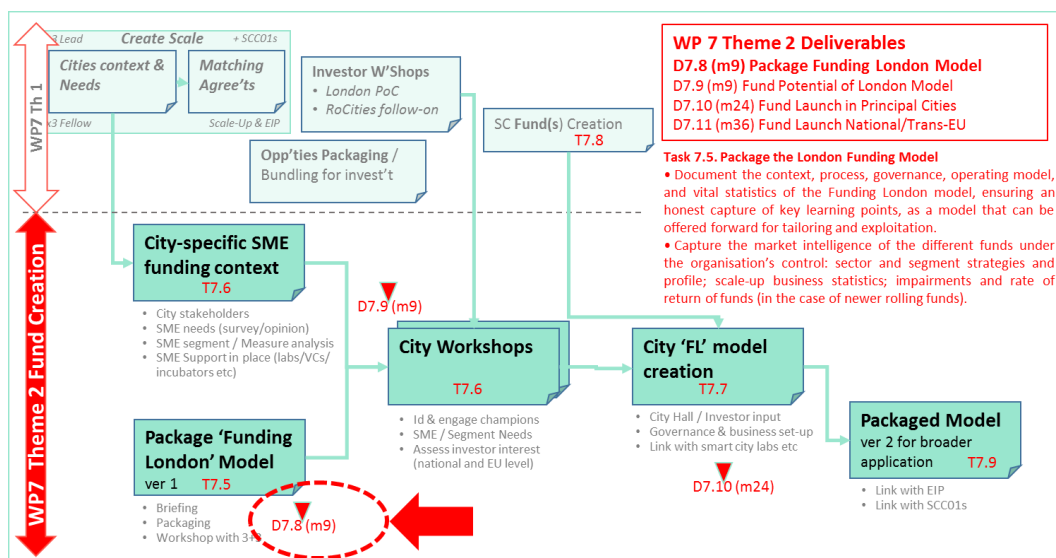 WP7 Th 1
3 Lead
Create Scale
+ SCC01s
Cities context &
Needs
Matching
Agree'ts
x3 Fellow
Scale-Up & EIP
Investor W'Shops
• London PoC
• RoCities follow-on
Opp'ties Packaging /
Bundling for invest't
SC Fund(s) Creation
T7.8
WP 7 Theme 2 Deliverables
D7.8 (m9) Package Funding London Model
D7.9 (m9) Fund Potential of London Model
D7.10 (m24) Fund Launch in Principal Cities
D7.11 (m36) Fund Launch National/Trans-EU
Task 7.5. Package the London Funding Model
• Document the context, process, governance, operating model,
and vital statistics of the Funding London model, ensuring an
honest capture of key learning points, as a model that can be
offered forward for tailoring and exploitation.
• Capture the market intelligence of the different funds under
the organisation's control: sector and segment strategies and
profile; scale-up business statistics; impairments and rate of
return of funds (in the case of newer rolling funds).
WP7 Theme 2 Fund Creation
City-specific SME
funding context
T7.6
• City stakeholders
• SME needs (survey/opinion)
• SME segment / Measure analysis
• SME Support in place (labs/VCs/
incubators etc)
D7.9 (m9)
City Workshops
T7.6
• Id & engage champions
• SME / Segment Needs
• Assess investor interest
(national and EU level)
City 'FL' model
creation
T7.7
• City Hall / Investor input
• Governance & business set-up
• Link with smart city labs etc
D7.10 (m24)
Package 'Funding
London' Model
ver 1 T7.5
• Briefing
• Packaging
• Workshop with 3+3
D7.8 (m9)
Packaged Model
ver 2 for broader
application T7.9
• Link with EIP
• Link with SCC01s